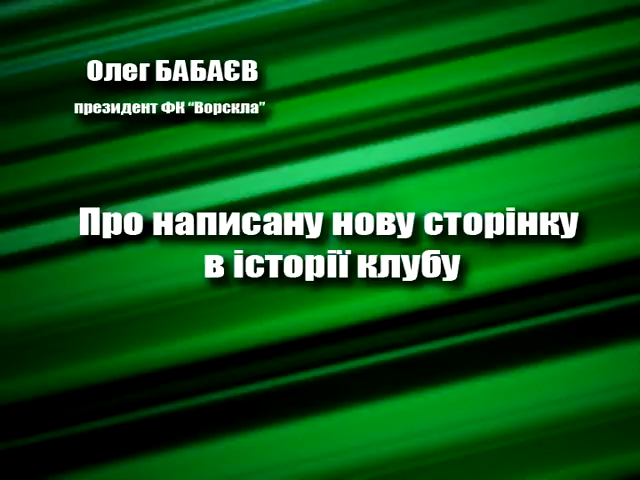 Олег БАБАЄВ
президент ФК “Ворскла”
Про написану нову сторінку
в історії клубу